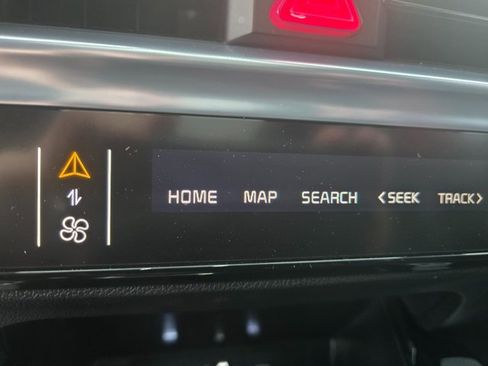 HOME MAP SEARCH <SEEK TRACK>